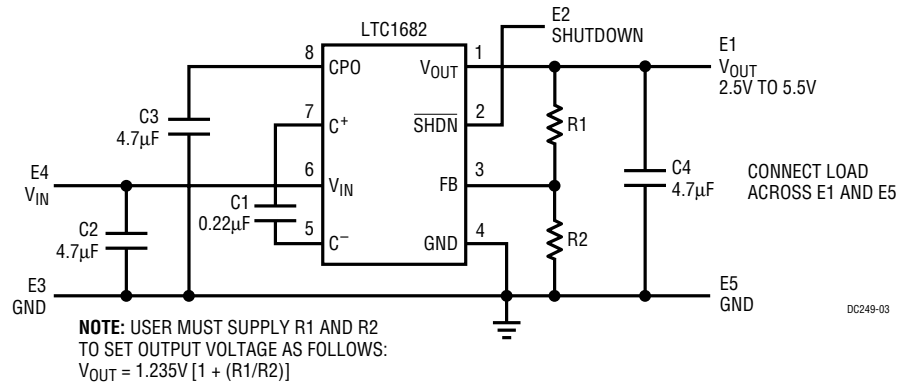 LTC1682
E2
SHUTDOWN
E1
VOUT
2.5V TO 5.5V
8
CPO
VOUT
1
C3
4.7µF
7
C+
SHDN
2
R1
E4
VIN
6
VIN
FB
3
C4
4.7µF
CONNECT LOAD
ACROSS E1 AND E5
C1
0.22µF
C2
4.7µF
5
C–
GND
4
R2
E3
GND
E5
GND
DC249-03
NOTE: USER MUST SUPPLY R1 AND R2
TO SET OUTPUT VOLTAGE AS FOLLOWS:
VOUT = 1.235V [1 + (R1/R2)]